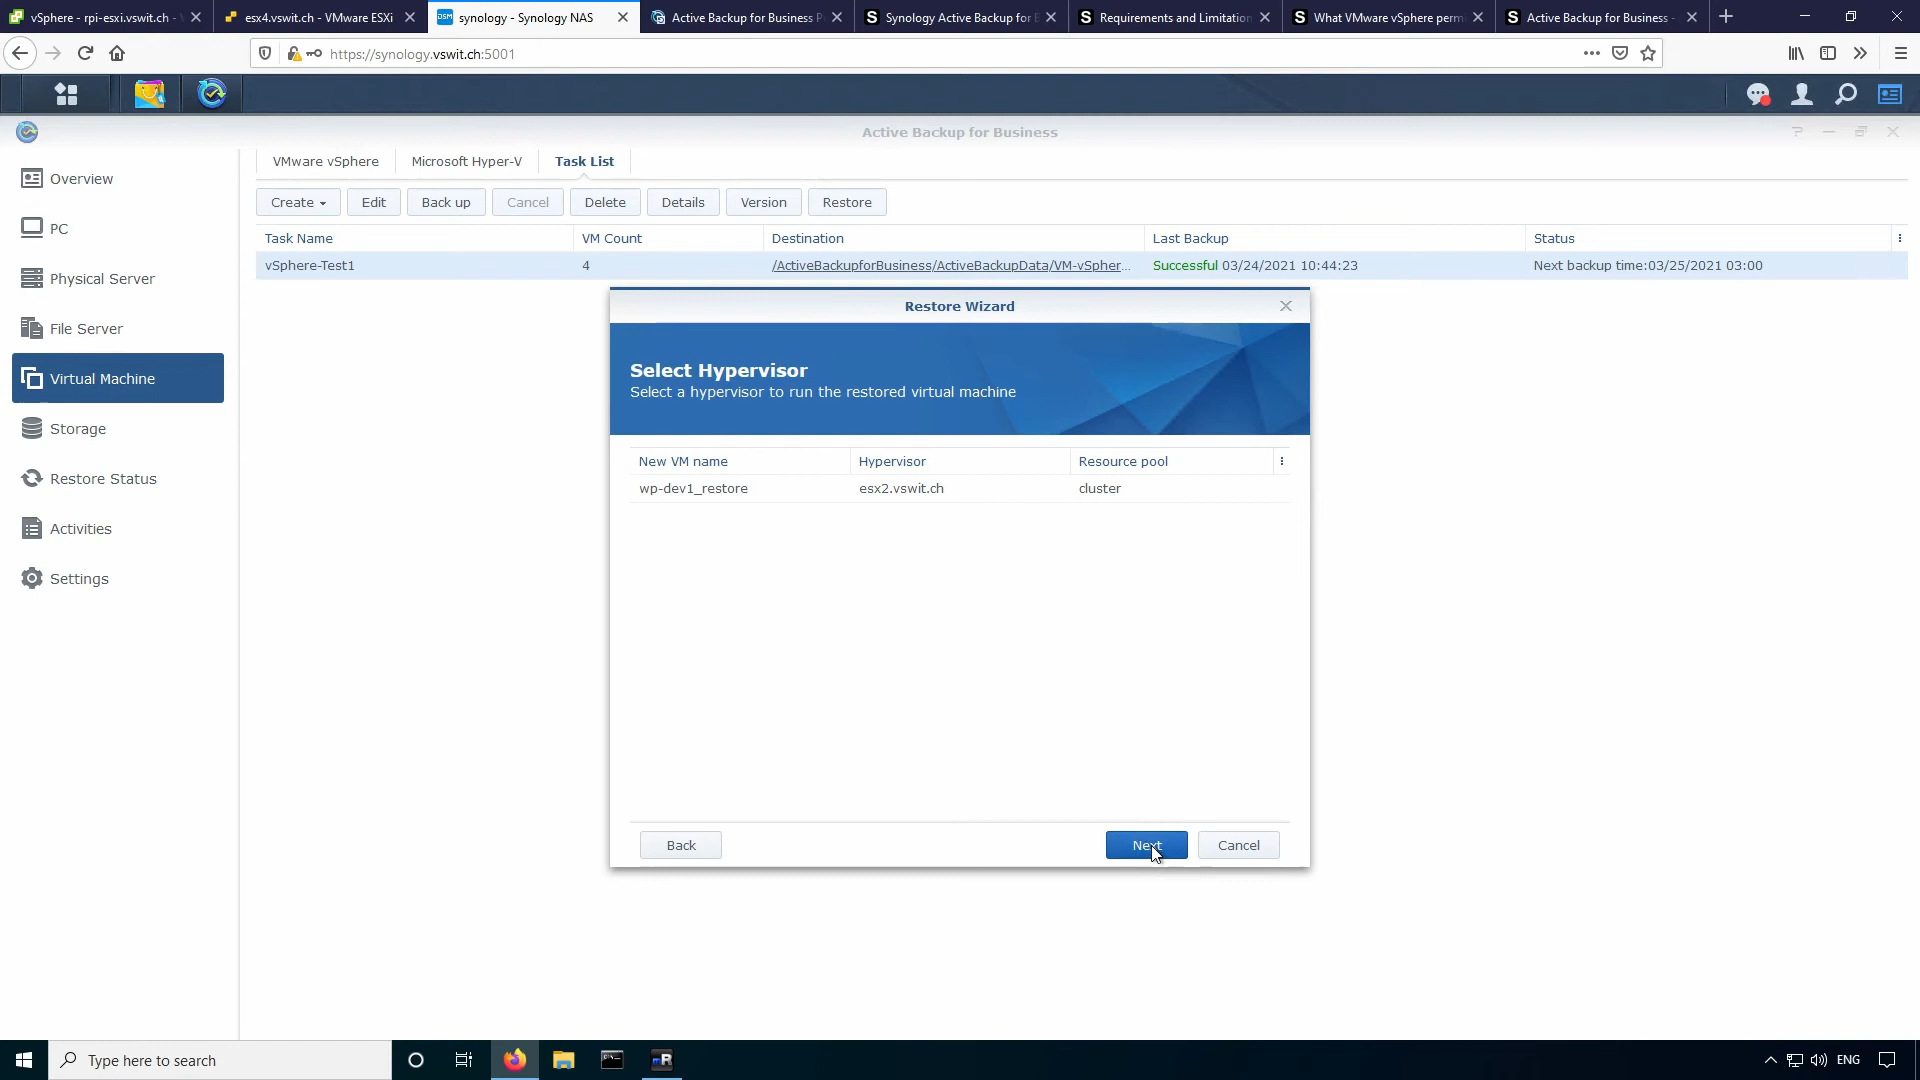 vSphere - rpi-esxi.vswit.ch -
esx4.vswit.ch - VMware ESXi
DSM synology - Synology NAS
Active Backup for Business P
S Synology Active Backup for
S Requirements and Limitation
S What VMware vSphere perm
S Active Backup for Business -
https://synology.vswit.ch:5001
Active Backup for Business
Overview
PC
Physical Server
File Server
Virtual Machine
Storage
Restore Status
Activities
Settings
VMware vSphere
Microsoft Hyper-V
Task List
Create
Edit
Back up
Cancel
Delete
Details
Version
Restore
Task Name
VM Count
Destination
Last Backup
Status
vSphere-Test1
4
/ActiveBackupforBusiness/ActiveBackupData/VM-vSpher...
Successful 03/24/2021 10:44:23
Next backup time:03/25/2021 03:00
Restore Wizard
Select Hypervisor
Select a hypervisor to run the restored virtual machine
New VM name
Hypervisor
Resource pool
wp-dev1_restore
esx2.vswit.ch
cluster
Back
Next
Cancel
Type here to search
ENG